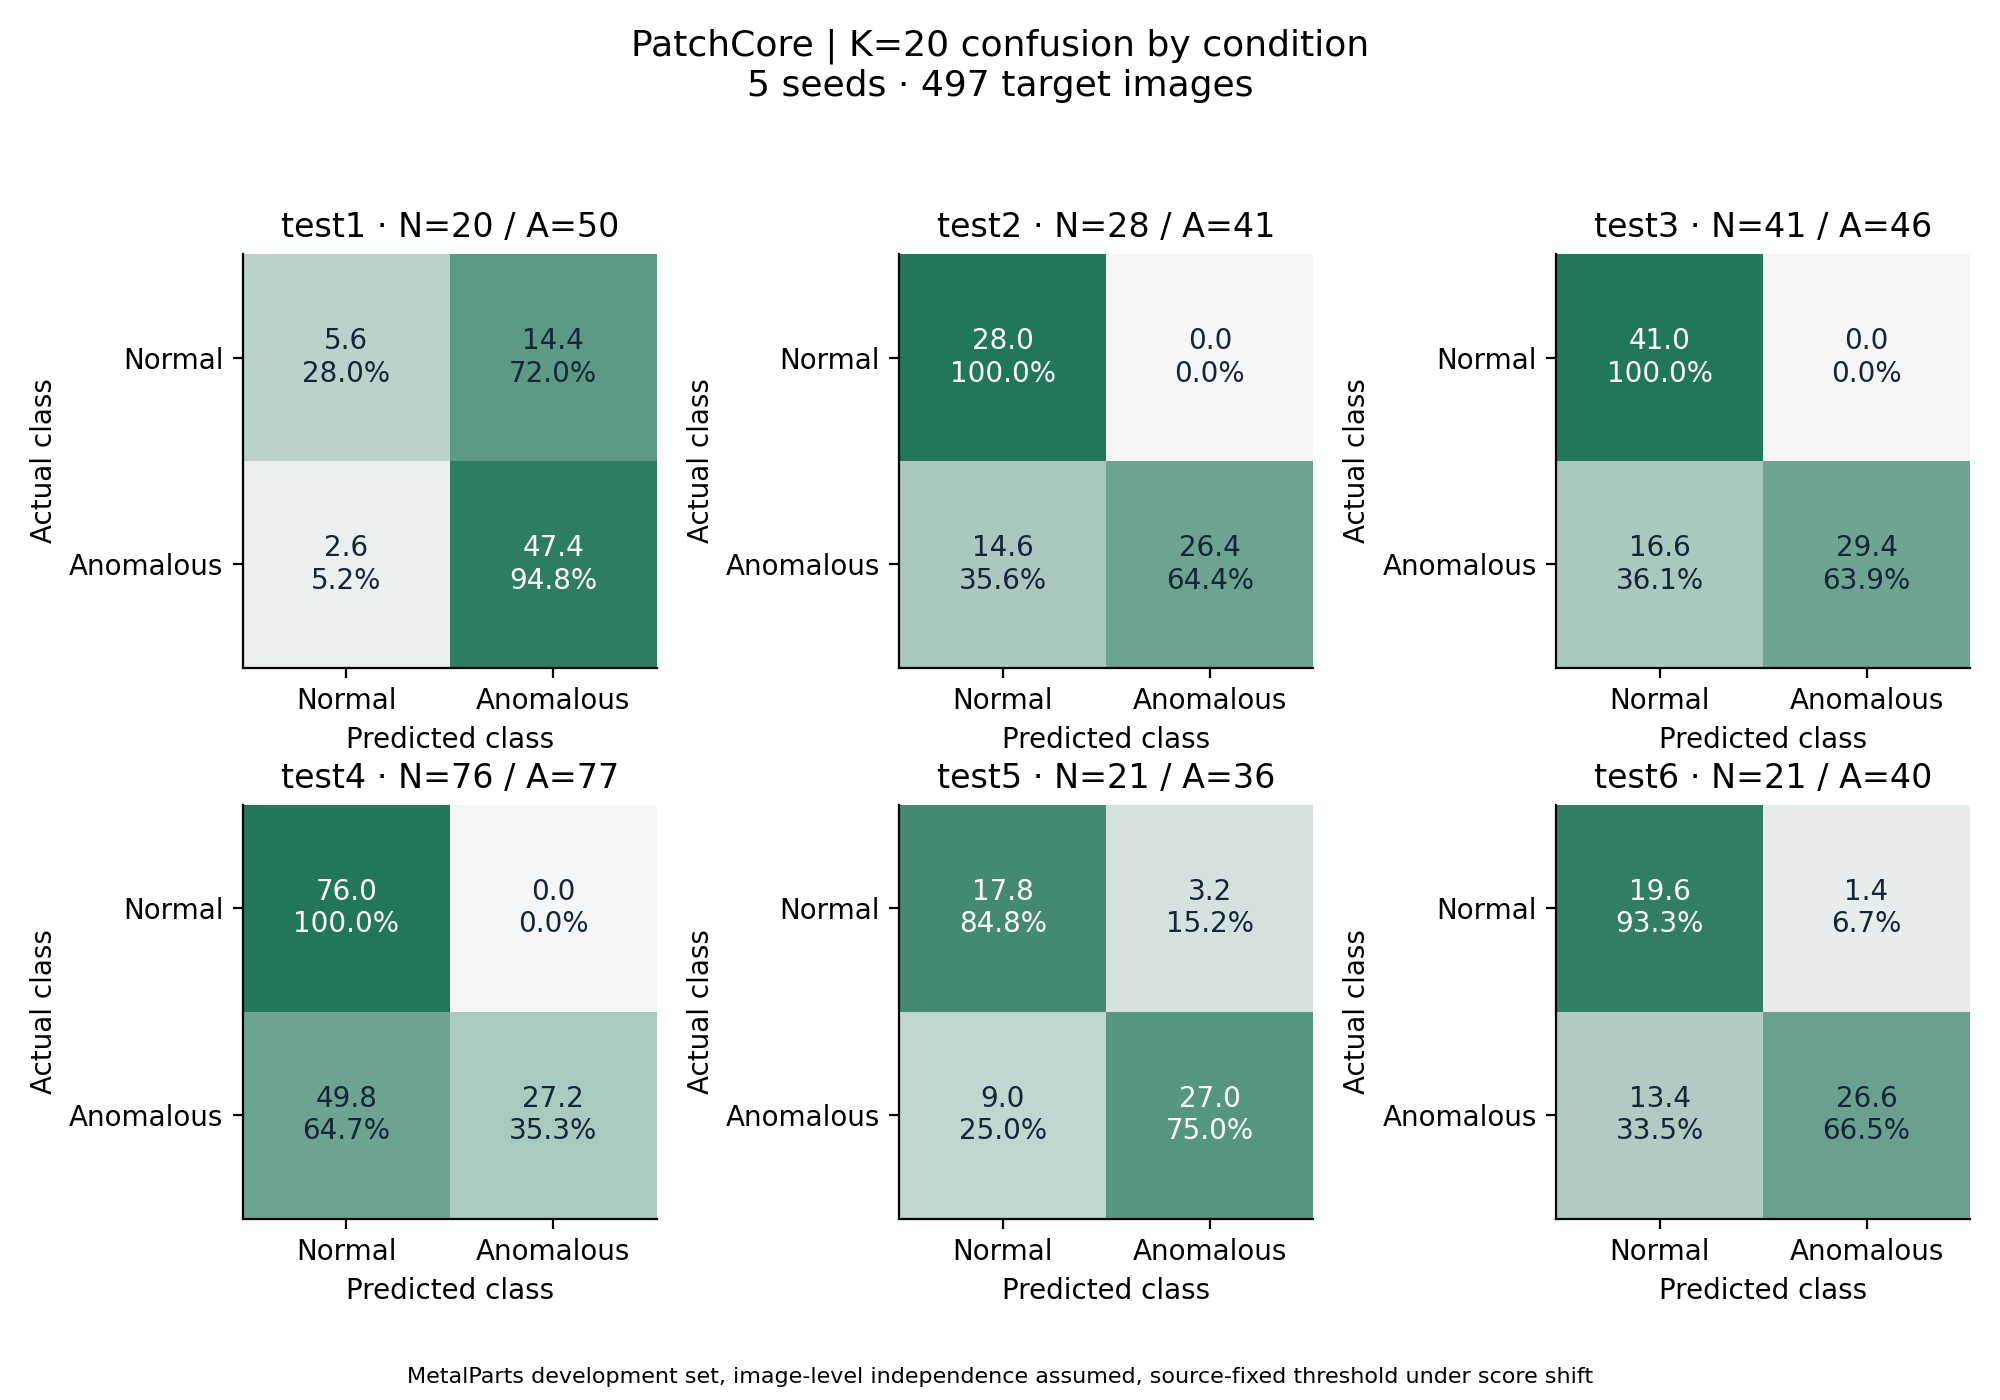 PatchCore | K=20 confusion by condition
5 seeds · 497 target images
test1 · N=20 / A=50
Actual class
Normal
Anomalous
5.6
28.0%
14.4
72.0%
2.6
5.2%
47.4
94.8%
Normal
Anomalous
Predicted class
test2 · N=28 / A=41
Actual class
Normal
Anomalous
28.0
100.0%
0.0
0.0%
14.6
35.6%
26.4
64.4%
Normal
Anomalous
Predicted class
test3 · N=41 / A=46
Actual class
Normal
Anomalous
41.0
100.0%
0.0
0.0%
16.6
36.1%
29.4
63.9%
Normal
Anomalous
Predicted class
test4 · N=76 / A=77
Actual class
Normal
Anomalous
76.0
100.0%
0.0
0.0%
49.8
64.7%
27.2
35.3%
Normal
Anomalous
Predicted class
test5 · N=21 / A=36
Actual class
Normal
Anomalous
17.8
84.8%
3.2
15.2%
9.0
25.0%
27.0
75.0%
Normal
Anomalous
Predicted class
test6 · N=21 / A=40
Actual class
Normal
Anomalous
19.6
93.3%
1.4
6.7%
13.4
33.5%
26.6
66.5%
Normal
Anomalous
Predicted class
MetalParts development set, image-level independence assumed, source-fixed threshold under score shift